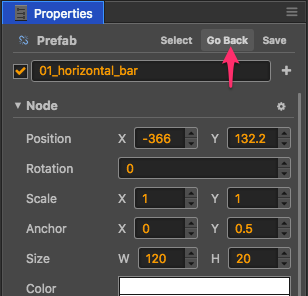 Properties
Prefab Select Go Back Save
01_horizontal_bar
Node
Position X -366 Y 132.2
Rotation 0
Scale X 1 Y 1
Anchor X 0 Y 0.5
Size W 120 H 20
Color